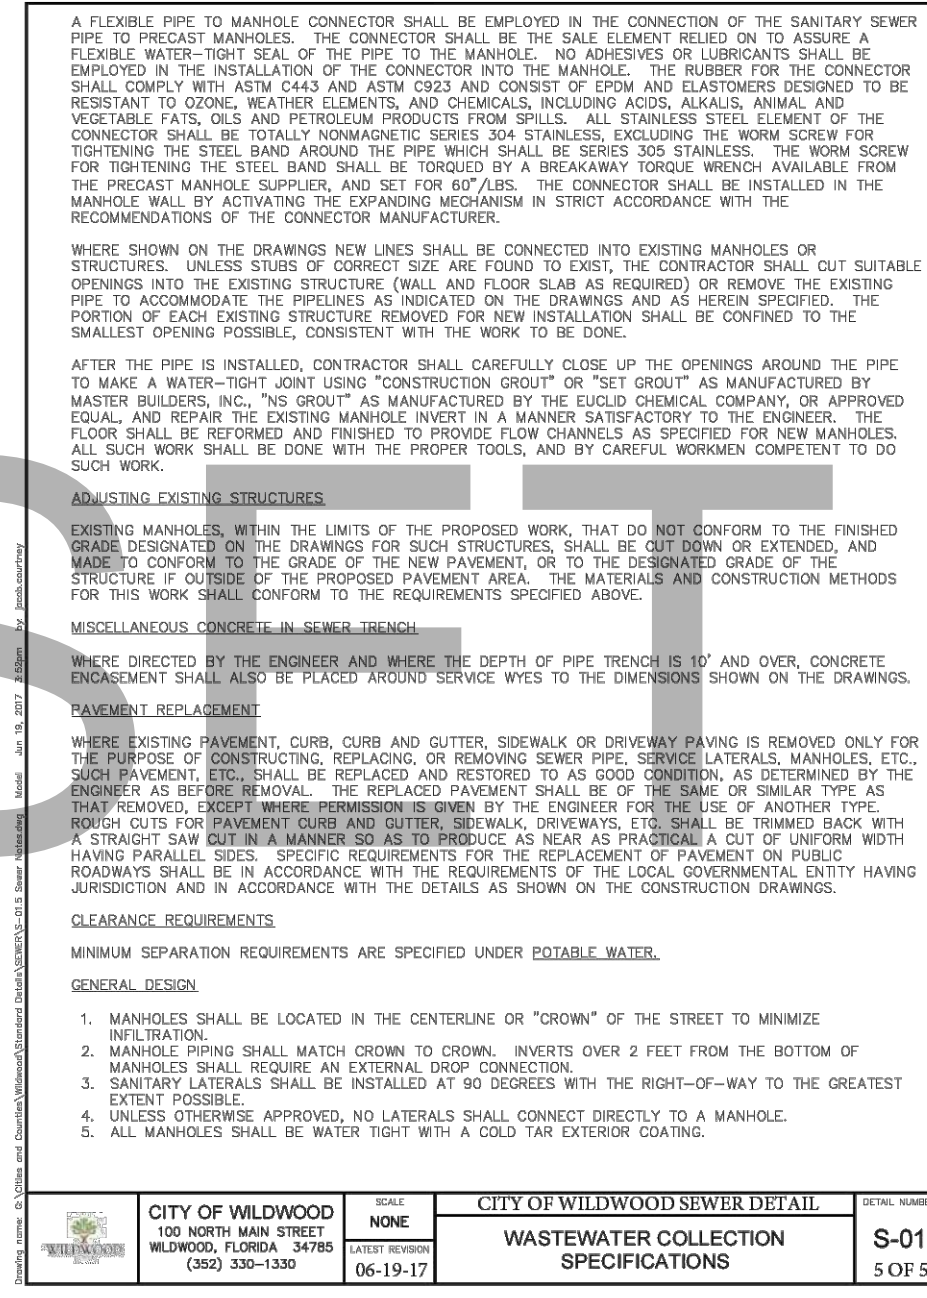 A FLEXIBLE PIPE TO MANHOLE CONNECTOR SHALL BE EMPLOYED IN THE CONNECTION OF THE SANITARY SEWER
PIPE TO PRECAST MANHOLES. THE CONNECTOR SHALL BE THE SALE ELEMENT RELIED ON TO ASSURE A
FLEXIBLE WATER-TIGHT SEAL OF THE PIPE TO THE MANHOLE. NO ADHESIVES OR LUBRICANTS SHALL BE
EMPLOYED IN THE INSTALLATION OF THE CONNECTOR INTO THE MANHOLE. THE RUBBER FOR THE CONNECTOR
SHALL COMPLY WITH ASTM C443 AND ASTM C923 AND CONSIST OF EPDM AND ELASTOMERS DESIGNED TO BE
RESISTANT TO OZONE, WEATHER ELEMENTS, AND CHEMICALS, INCLUDING ACIDS, ALKALIS, ANIMAL AND
VEGETABLE FATS, OILS AND PETROLEUM PRODUCTS FROM SPILLS. ALL STAINLESS STEEL ELEMENT OF THE
CONNECTOR SHALL BE TOTALLY NONMAGNETIC SERIES 304 STAINLESS, EXCLUDING THE WORM SCREW FOR
TIGHTENING THE STEEL BAND AROUND THE PIPE WHICH SHALL BE SERIES 305 STAINLESS. THE WORM SCREW
FOR TIGHTENING THE STEEL BAND SHALL BE TORQUED BY A BREAKAWAY TORQUE WRENCH AVAILABLE FROM
THE PRECAST MANHOLE SUPPLIER, AND SET FOR 60"/LBS. THE CONNECTOR SHALL BE INSTALLED IN THE
MANHOLE WALL BY ACTIVATING THE EXPANDING MECHANISM IN STRICT ACCORDANCE WITH THE
RECOMMENDATIONS OF THE CONNECTOR MANUFACTURER.
WHERE SHOWN ON THE DRAWINGS NEW LINES SHALL BE CONNECTED INTO EXISTING MANHOLES OR
STRUCTURES. UNLESS STUBS OF CORRECT SIZE ARE FOUND TO EXIST, THE CONTRACTOR SHALL CUT SUITABLE
OPENINGS INTO THE EXISTING STRUCTURE (WALL AND FLOOR SLAB AS REQUIRED) OR REMOVE THE EXISTING
PIPE TO ACCOMMODATE THE PIPELINES AS INDICATED ON THE DRAWINGS AND AS HEREIN SPECIFIED. THE
PORTION OF EACH EXISTING STRUCTURE REMOVED FOR NEW INSTALLATION SHALL BE CONFINED TO THE
SMALLEST OPENING POSSIBLE, CONSISTENT WITH THE WORK TO BE DONE.
AFTER THE PIPE IS INSTALLED, CONTRACTOR SHALL CAREFULLY CLOSE UP THE OPENINGS AROUND THE PIPE
TO MAKE A WATER-TIGHT JOINT USING "CONSTRUCTION GROUT" OR "SET GROUT" AS MANUFACTURED BY
MASTER BUILDERS, INC., "NS GROUT" AS MANUFACTURED BY THE EUCLID CHEMICAL COMPANY, OR APPROVED
EQUAL, AND REPAIR THE EXISTING MANHOLE INVERT IN A MANNER SATISFACTORY TO THE ENGINEER. THE
FLOOR SHALL BE REFORMED AND FINISHED TO PROVIDE FLOW CHANNELS AS SPECIFIED FOR NEW MANHOLES.
ALL SUCH WORK SHALL BE DONE WITH THE PROPER TOOLS, AND BY CAREFUL WORKMEN COMPETENT TO DO
SUCH WORK.
ADJUSTING EXISTING STRUCTURES
EXISTING MANHOLES, WITHIN THE LIMITS OF THE PROPOSED WORK, THAT DO NOT CONFORM TO THE FINISHED
GRADE DESIGNATED ON THE DRAWINGS FOR SUCH STRUCTURES, SHALL BE CUT DOWN OR EXTENDED, AND
MADE TO CONFORM TO THE GRADE OF THE NEW PAVEMENT, OR TO THE DESIGNATED GRADE OF THE
STRUCTURE IF OUTSIDE OF THE PROPOSED PAVEMENT AREA. THE MATERIALS AND CONSTRUCTION METHODS
FOR THIS WORK SHALL CONFORM TO THE REQUIREMENTS SPECIFIED ABOVE.
MISCELLANEOUS CONCRETE IN SEWER TRENCH
WHERE DIRECTED BY THE ENGINEER AND WHERE THE DEPTH OF PIPE TRENCH IS 10' AND OVER, CONCRETE
ENCASEMENT SHALL ALSO BE PLACED AROUND SERVICE WYES TO THE DIMENSIONS SHOWN ON THE DRAWINGS.
PAVEMENT REPLACEMENT
WHERE EXISTING PAVEMENT, CURB, CURB AND GUTTER, SIDEWALK OR DRIVEWAY PAVING IS REMOVED ONLY FOR
THE PURPOSE OF CONSTRUCTING, REPLACING, OR REMOVING SEWER PIPE, SERVICE LATERALS, MANHOLES, ETC.,
SUCH PAVEMENT, ETC., SHALL BE REPLACED AND RESTORED TO AS GOOD CONDITION, AS DETERMINED BY THE
ENGINEER AS BEFORE REMOVAL. THE REPLACED PAVEMENT SHALL BE OF THE SAME OR SIMILAR TYPE AS
THAT REMOVED, EXCEPT WHERE PERMISSION IS GIVEN BY THE ENGINEER FOR THE USE OF ANOTHER TYPE.
ROUGH CUTS FOR PAVEMENT CURB AND GUTTER, SIDEWALK, DRIVEWAYS, ETC. SHALL BE TRIMMED BACK WITH
A STRAIGHT SAW CUT IN A MANNER SO AS TO PRODUCE AS NEAR AS PRACTICAL A CUT OF UNIFORM WIDTH
HAVING PARALLEL SIDES. SPECIFIC REQUIREMENTS FOR THE REPLACEMENT OF PAVEMENT ON PUBLIC
ROADWAYS SHALL BE IN ACCORDANCE WITH THE REQUIREMENTS OF THE LOCAL GOVERNMENTAL ENTITY HAVING
JURISDICTION AND IN ACCORDANCE WITH THE DETAILS AS SHOWN ON THE CONSTRUCTION DRAWINGS.
CLEARANCE REQUIREMENTS
MINIMUM SEPARATION REQUIREMENTS ARE SPECIFIED UNDER POTABLE WATER.
GENERAL DESIGN
1. MANHOLES SHALL BE LOCATED IN THE CENTERLINE OR "CROWN" OF THE STREET TO MINIMIZE
INFILTRATION.
2. MANHOLE PIPING SHALL MATCH CROWN TO CROWN. INVERTS OVER 2 FEET FROM THE BOTTOM OF
MANHOLES SHALL REQUIRE AN EXTERNAL DROP CONNECTION.
3. SANITARY LATERALS SHALL BE INSTALLED AT 90 DEGREES WITH THE RIGHT-OF-WAY TO THE GREATEST
EXTENT POSSIBLE.
4. UNLESS OTHERWISE APPROVED, NO LATERALS SHALL CONNECT DIRECTLY TO A MANHOLE.
5. ALL MANHOLES SHALL BE WATER TIGHT WITH A COLD TAR EXTERIOR COATING.
SET
Drawing name: G:\Cities and Counties\Wildwood\Standard Details\SEWER\S-01.5 Sewer Notes.dwg Model Jun 19, 2017 3:52pm by: jacob.courtney
WILDWOOD
CITY OF WILDWOOD
100 NORTH MAIN STREET
WILDWOOD, FLORIDA 34785
(352) 330-1330
SCALE
NONE
LATEST REVISION
06-19-17
CITY OF WILDWOOD SEWER DETAIL
WASTEWATER COLLECTION
SPECIFICATIONS
DETAIL NUMBE
S-01
5 OF 5